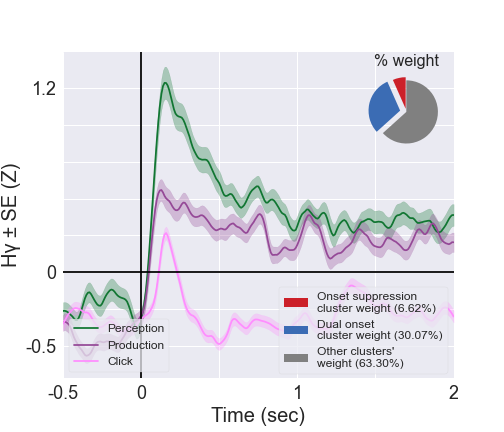 % weight
1.2
0
-0.5
Hγ ± SE (Z)
Perception
Production
Click
Onset suppression
cluster weight (6.62%)
Dual onset
cluster weight (30.07%)
Other clusters'
weight (63.30%)
-0.5
0
1
2
Time (sec)